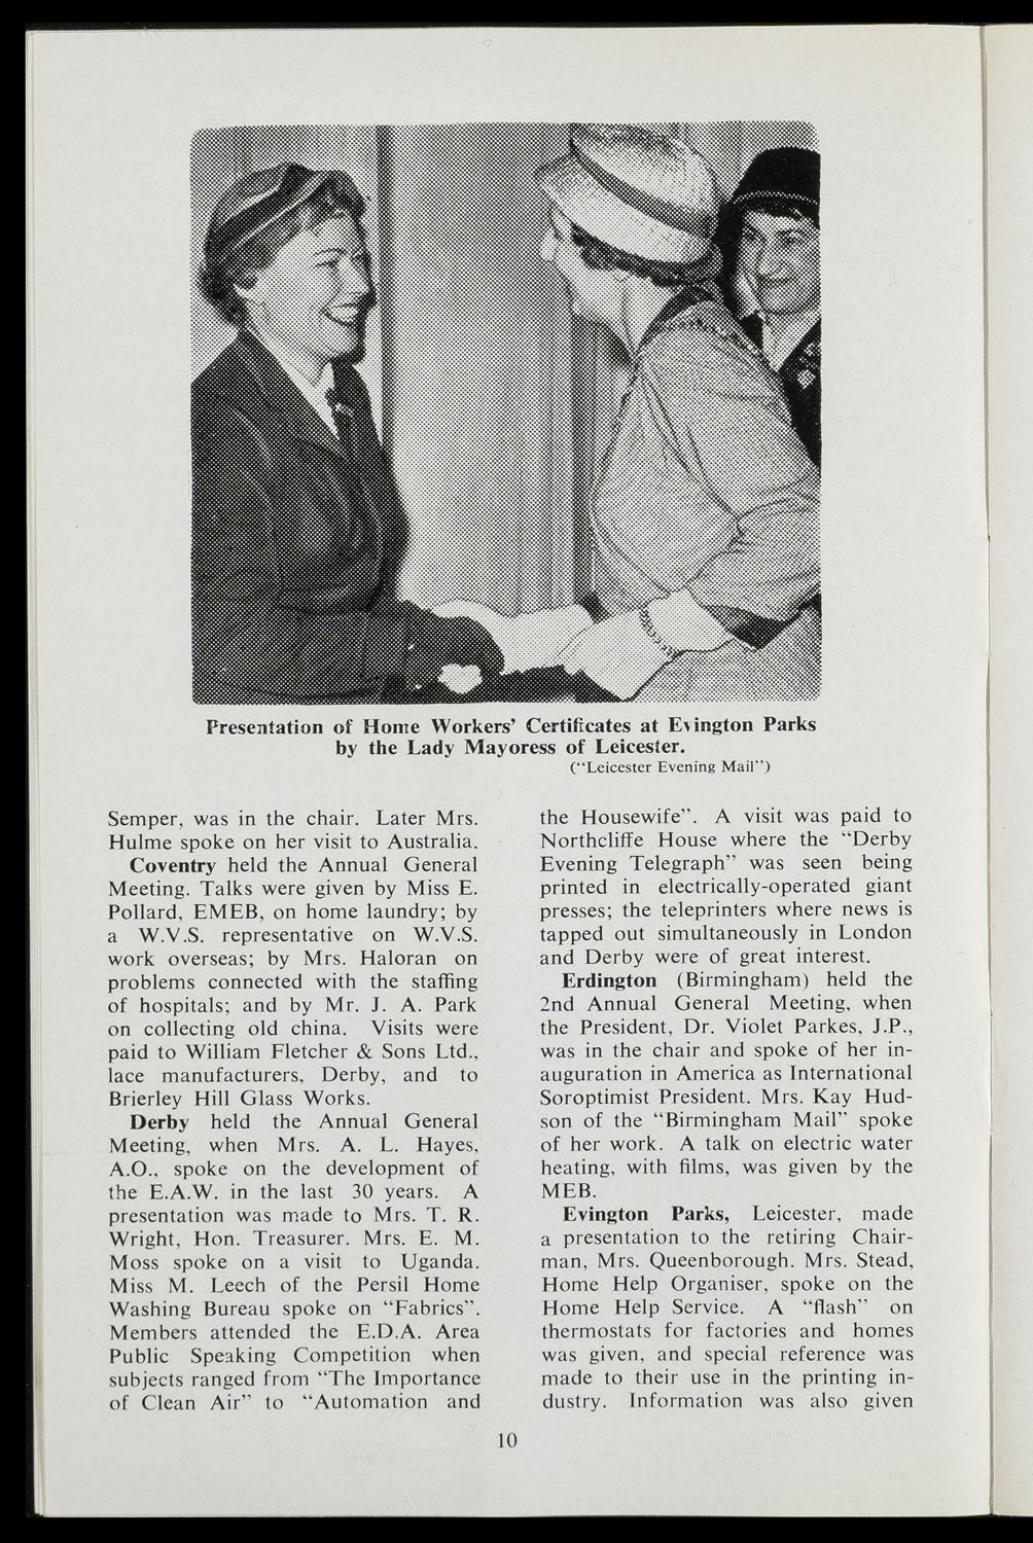 Presentation of Home Workers' Certificates at Evington Parks
by the Lady Mayoress of Leicester.
("Leicester Evening Mail")
Semper, was in the chair. Later Mrs.
Hulme spoke on her visit to Australia.
Coventry held the Annual General
Meeting. Talks were given by Miss E.
Pollard, EMEB, on home laundry; by
a W.V.S. representative on W.V.S.
work overseas; by Mrs. Haloran on
problems connected with the staffing
of hospitals; and by Mr. J. A. Park
on collecting old china. Visits were
paid to William Fletcher & Sons Ltd.,
lace manufacturers, Derby, and to
Brierley Hill Glass Works.
Derby held the Annual General
Meeting, when Mrs. A. L. Hayes,
A.O., spoke on the development of
the E.A.W. in the last 30 years. A
presentation was made to Mrs. T. R.
Wright, Hon. Treasurer. Mrs. E. M.
Moss spoke on a visit to Uganda.
Miss M. Leech of the Persil Home
Washing Bureau spoke on "Fabrics".
Members attended the E.D.A. Area
Public Speaking Competition when
subjects ranged from "The Importance
of Clean Air" to "Automation and
the Housewife". A visit was paid to
Northcliffe House where the "Derby
Evening Telegraph" was seen being
printed in electrically-operated giant
presses; the teleprinters where news is
tapped out simultaneously in London
and Derby were of great interest.
Erdington (Birmingham) held the
2nd Annual General Meeting, when
the President, Dr. Violet Parkes, J.P.,
was in the chair and spoke of her in-
auguration in America as International
Soroptimist President. Mrs. Kay Hud-
son of the "Birmingham Mail" spoke
of her work. A talk on electric water
heating, with films, was given by the
MEB.
Evington Parks, Leicester, made
a presentation to the retiring Chair-
man, Mrs. Queenborough. Mrs. Stead,
Home Help Organiser, spoke on the
Home Help Service. A "flash" on
thermostats for factories and homes
was given, and special reference was
made to their use in the printing in-
dustry. Information was also given
10